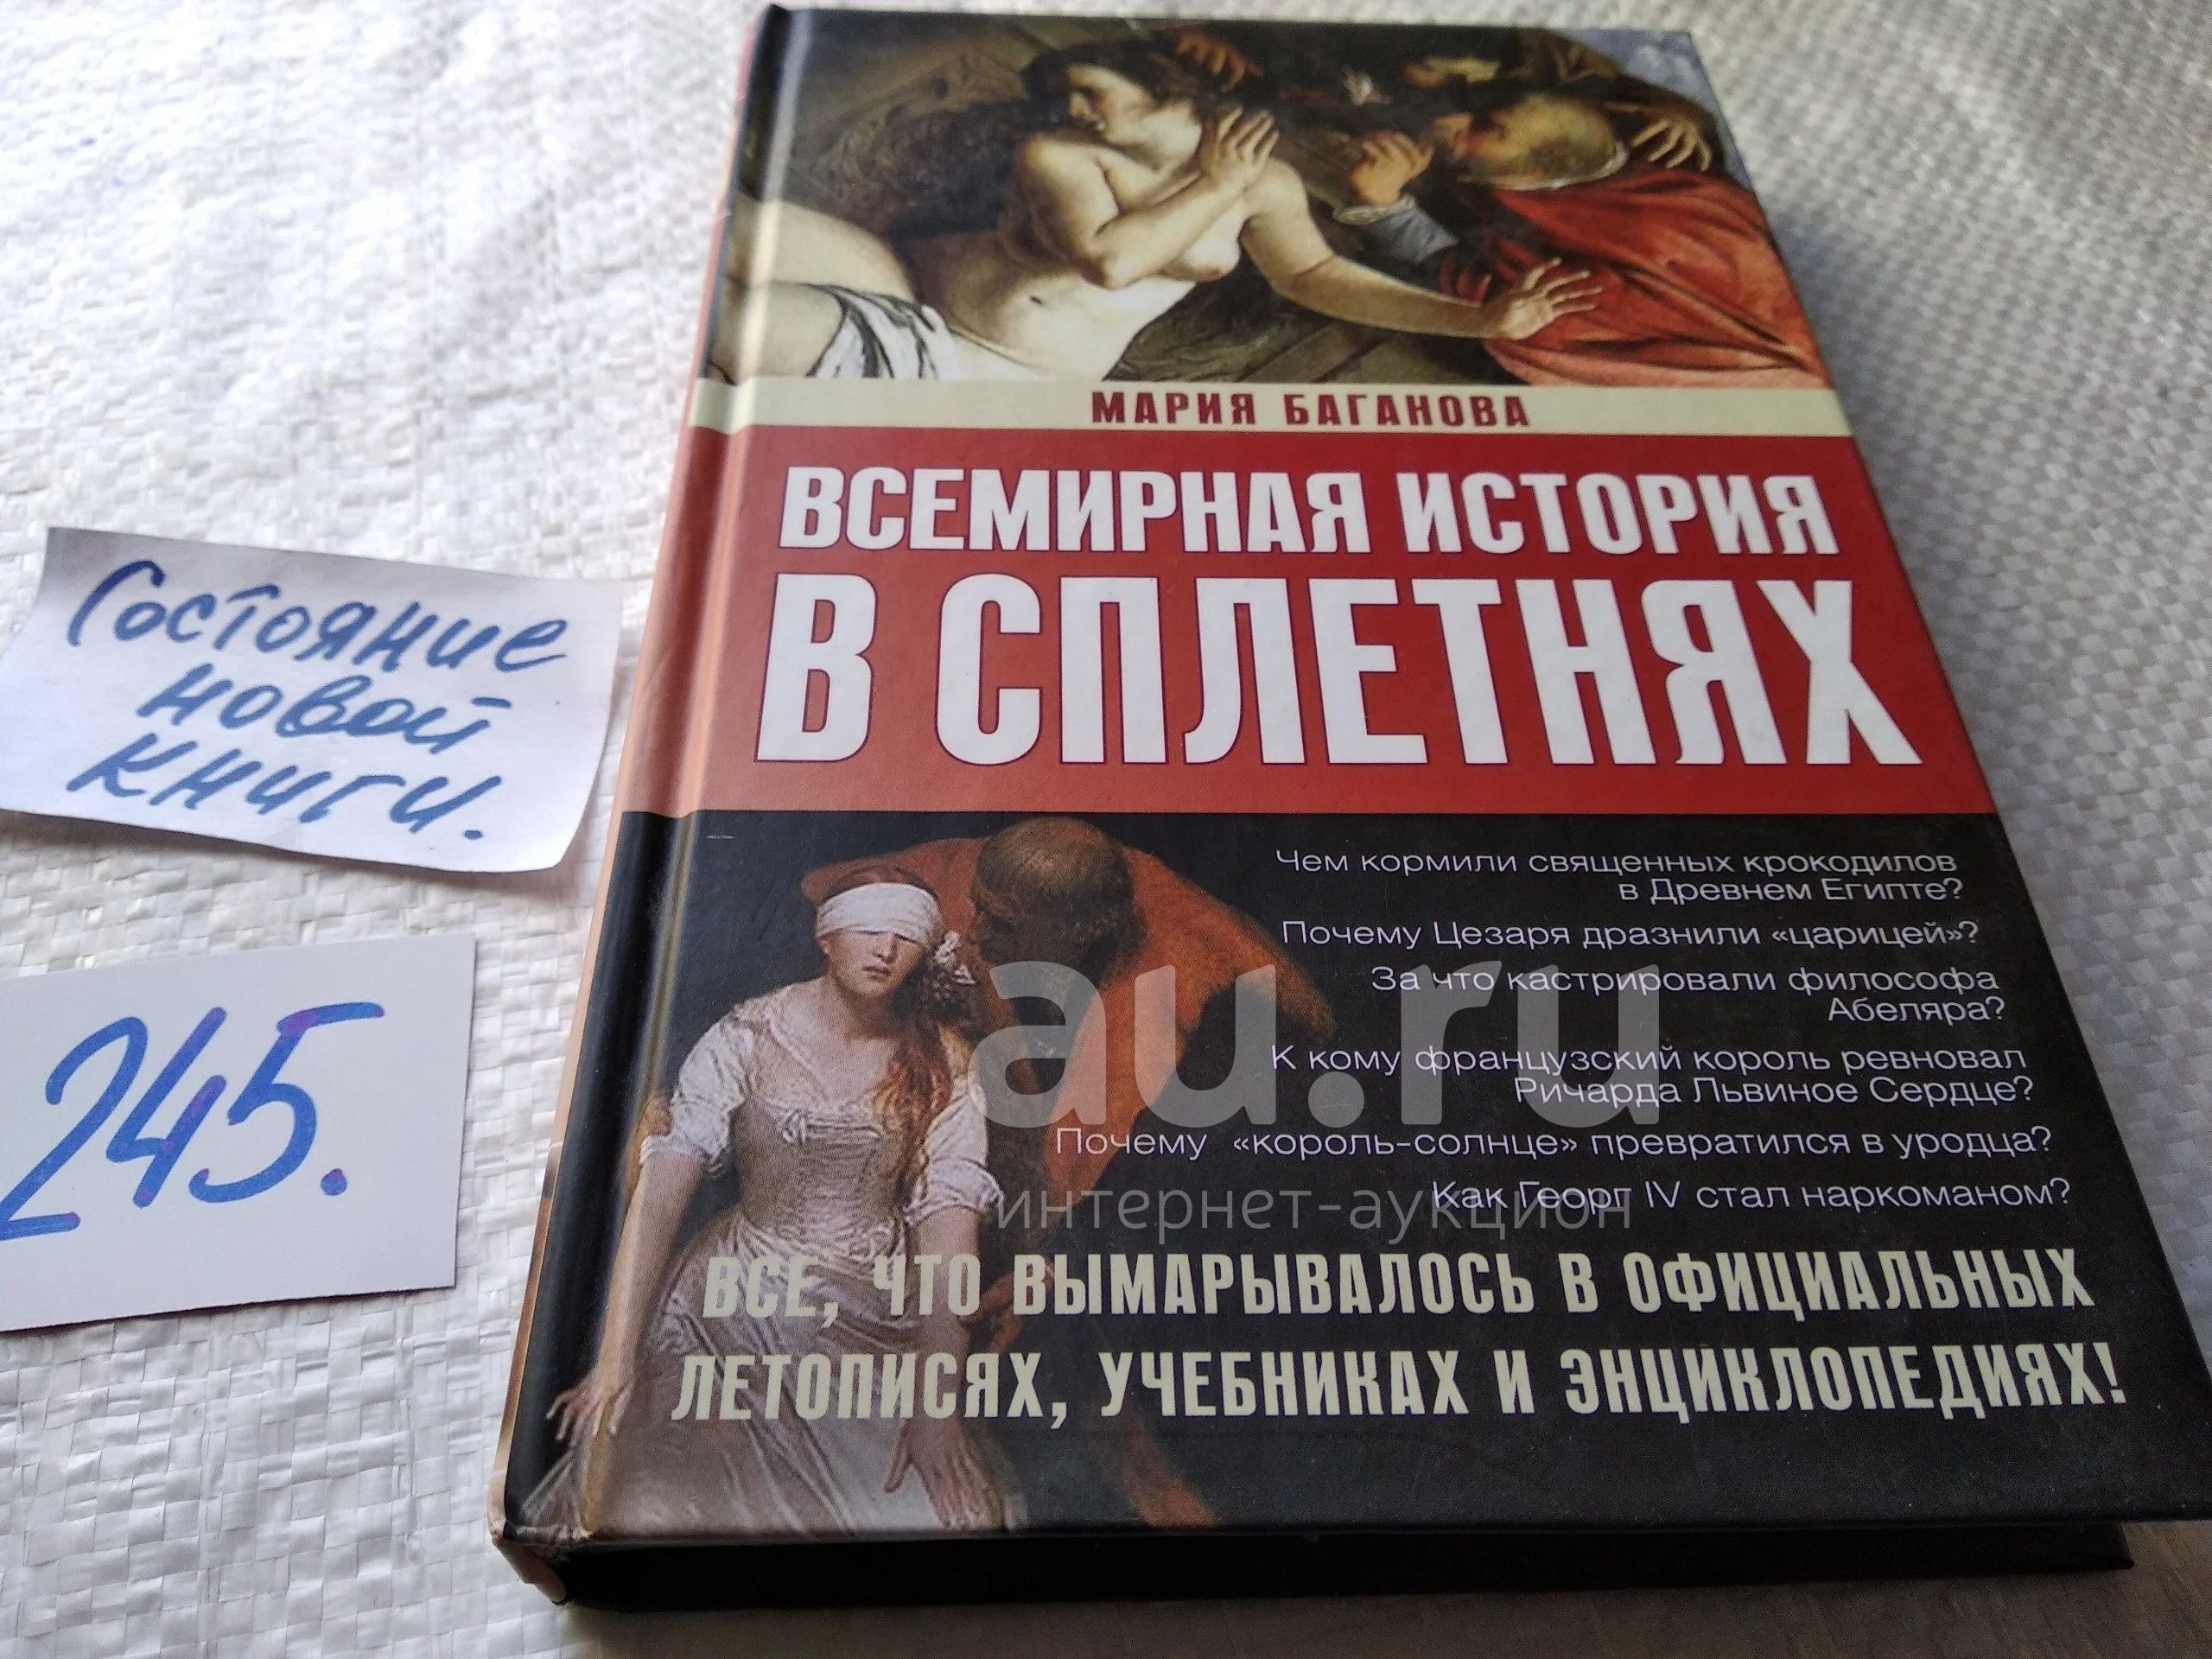 МАРИЯ БАГАНОВА
ВСЕМИРНАЯ ИСТОРИЯ
В СПЛЕТНЯХ
Состояние
новой
книги.
245.
Чем кормили священных крокодилов
в Древнем Египте?
Почему Цезаря дразнили «царицей»?
За что кастрировали философа
Абеляра?
К кому французский король ревновал
Ричарда Львиное Сердце?
Почему «король-солнце» превратился в уродца?
Как Георг IV стал наркоманом?
ВСЕ, ЧТО ВЫМАРЫВАЛОСЬ В ОФИЦИАЛЬНЫХ
ЛЕТОПИСЯХ, УЧЕБНИКАХ И ЭНЦИКЛОПЕДИЯХ!
au.ru
интернет-аукцион